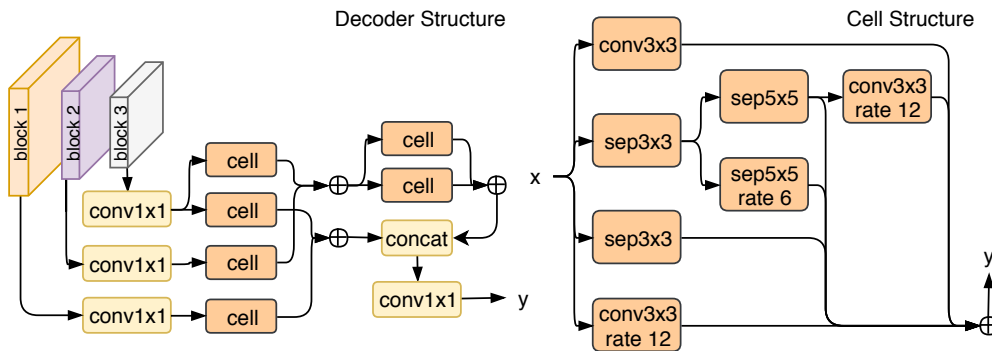 Decoder Structure
block 1
block 2
block 3
conv1x1
conv1x1
conv1x1
cell
cell
cell
cell
cell
cell
concat
conv1x1
y
Cell Structure
x
conv3x3
sep3x3
sep5x5
conv3x3
rate 12
sep5x5
rate 6
sep3x3
conv3x3
rate 12
y